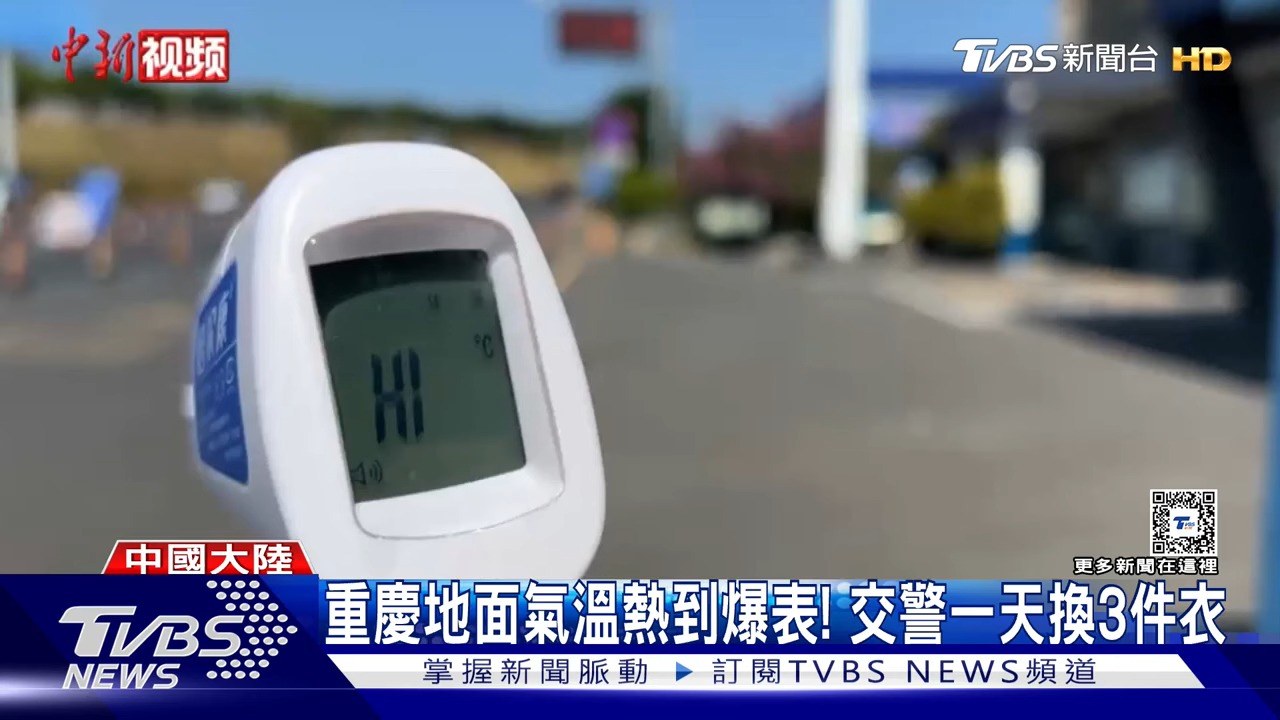 中新视频
TVBS新聞台 HD
°C
HI
TVBS
更多新聞在這裡
中國大陸
重慶地面氣溫熱到爆表! 交警一天換3件衣
TVBS NEWS
掌握新聞脈動 ▶ 訂閱TVBS NEWS頻道